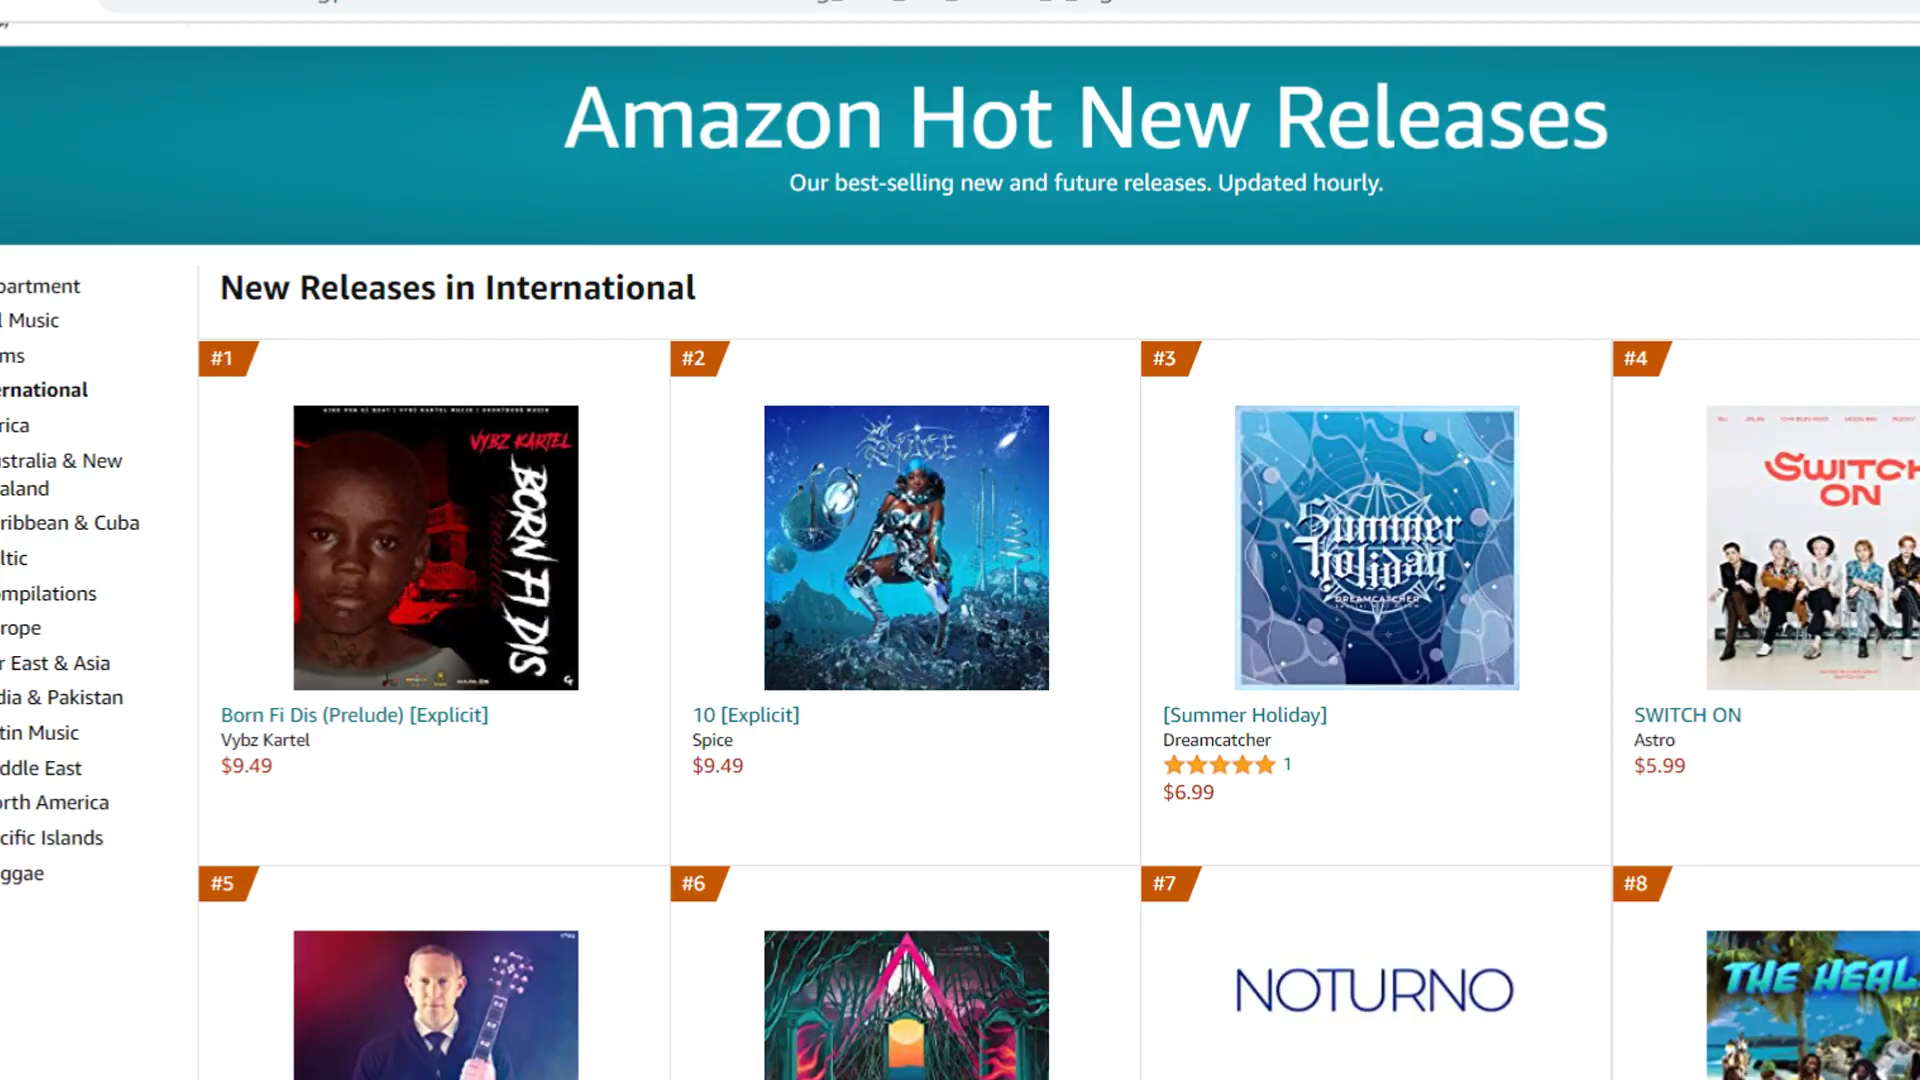 Amazon Hot New Releases
Our best-selling new and future releases. Updated hourly.
partment
l Music
ms
ernational
rica
ustralia & New
aland
ribbean & Cuba
ltic
ompilations
rope
r East & Asia
dia & Pakistan
tin Music
ddle East
orth America
cific Islands
ggae
New Releases in International
#1
VYBZ KARTEL
BORN FI DIS
Born Fi Dis (Prelude) [Explicit]
Vybz Kartel
$9.49
#2
SPICE
10 [Explicit]
Spice
$9.49
#3
Summer
holiday
DREAMCATCHER
[Summer Holiday]
Dreamcatcher
1
$6.99
#4
SWITCH
ON
SWITCH ON
Astro
$5.99
#5
#6
#7
NOTURNO
#8
THE HEAL